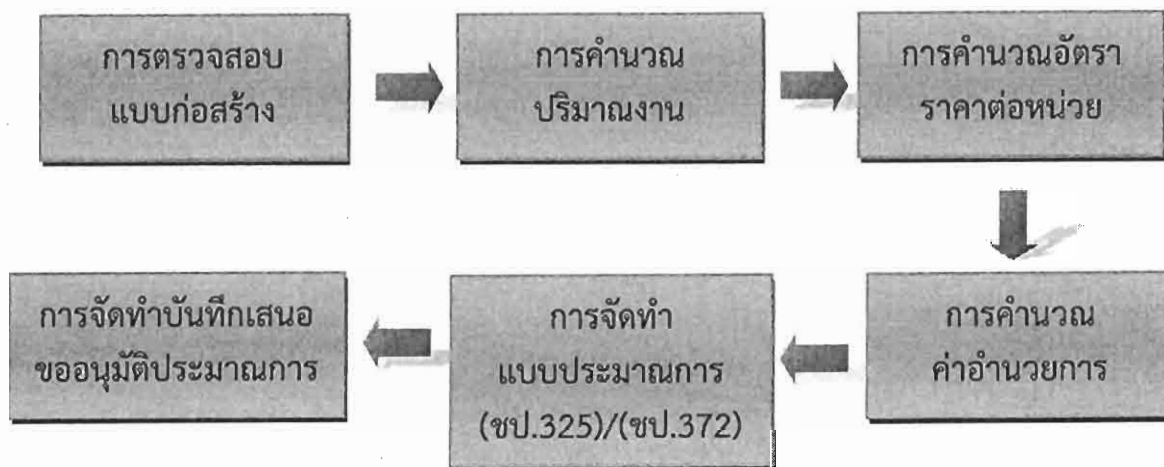 การตรวจสอบ
แบบก่อสร้าง
การคำนวณ
ปริมาณงาน
การคำนวณอัตรา
ราคาต่อหน่วย
การคำนวณ
ค่าอำนวยการ
การจัดทำ
แบบประมาณการ
(ชป.325)/(ชป.372)
การจัดทำบันทึกเสนอ
ขออนุมัติประมาณการ